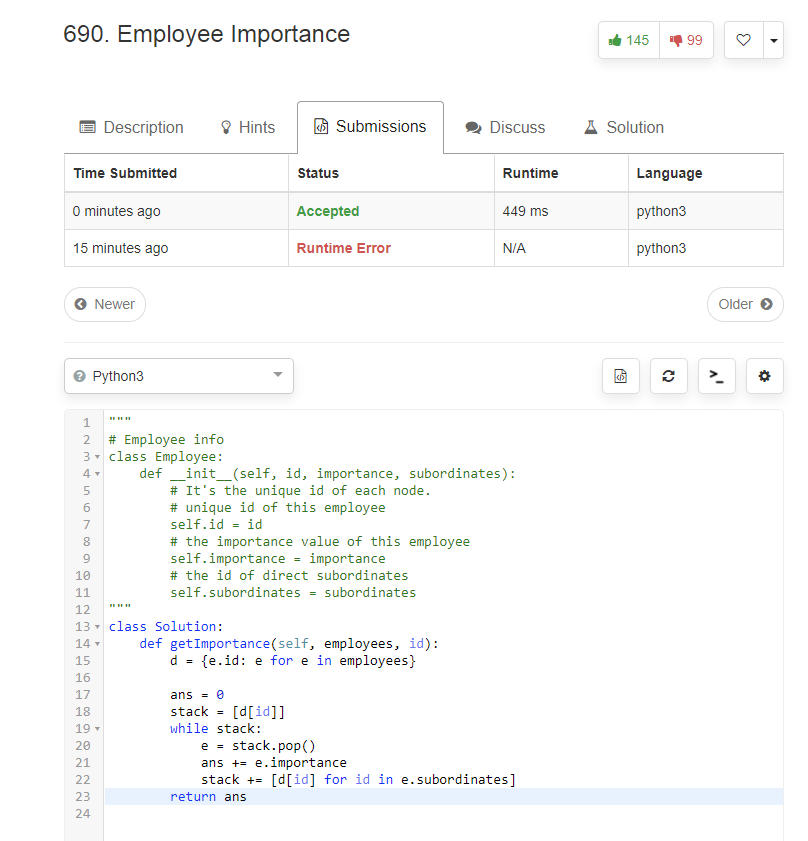 690. Employee Importance
145 99
Description Hints Submissions Discuss Solution
Time Submitted Status Runtime Language
0 minutes ago Accepted 449 ms python3
15 minutes ago Runtime Error N/A python3
Newer Older
Python3
1 """
2 # Employee info
3 class Employee:
4     def __init__(self, id, importance, subordinates):
5         # It's the unique id of each node.
6         # unique id of this employee
7         self.id = id
8         # the importance value of this employee
9         self.importance = importance
10         # the id of direct subordinates
11         self.subordinates = subordinates
12 """
13 class Solution:
14     def getImportance(self, employees, id):
15         d = {e.id: e for e in employees}
16
17         ans = 0
18         stack = [d[id]]
19         while stack:
20             e = stack.pop()
21             ans += e.importance
22             stack += [d[id] for id in e.subordinates]
23         return ans
24